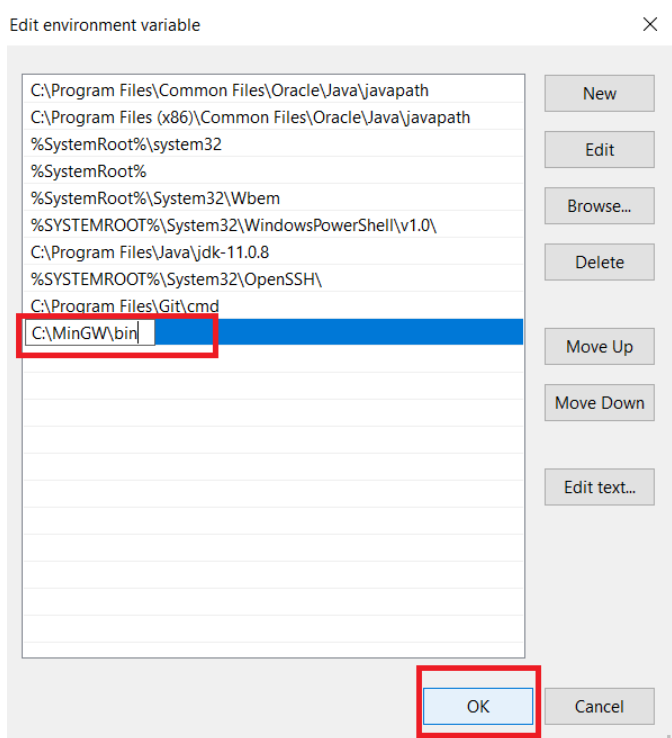 Edit environment variable
C:\Program Files\Common Files\Oracle\Java\javapath
C:\Program Files (x86)\Common Files\Oracle\Java\javapath
%SystemRoot%\system32
%SystemRoot%
%SystemRoot%\System32\Wbem
%SYSTEMROOT%\System32\WindowsPowerShell\v1.0\
C:\Program Files\Java\jdk-11.0.8
%SYSTEMROOT%\System32\OpenSSH\
C:\Program Files\Git\cmd
C:\MinGW\bin
New
Edit
Browse...
Delete
Move Up
Move Down
Edit text...
OK
Cancel